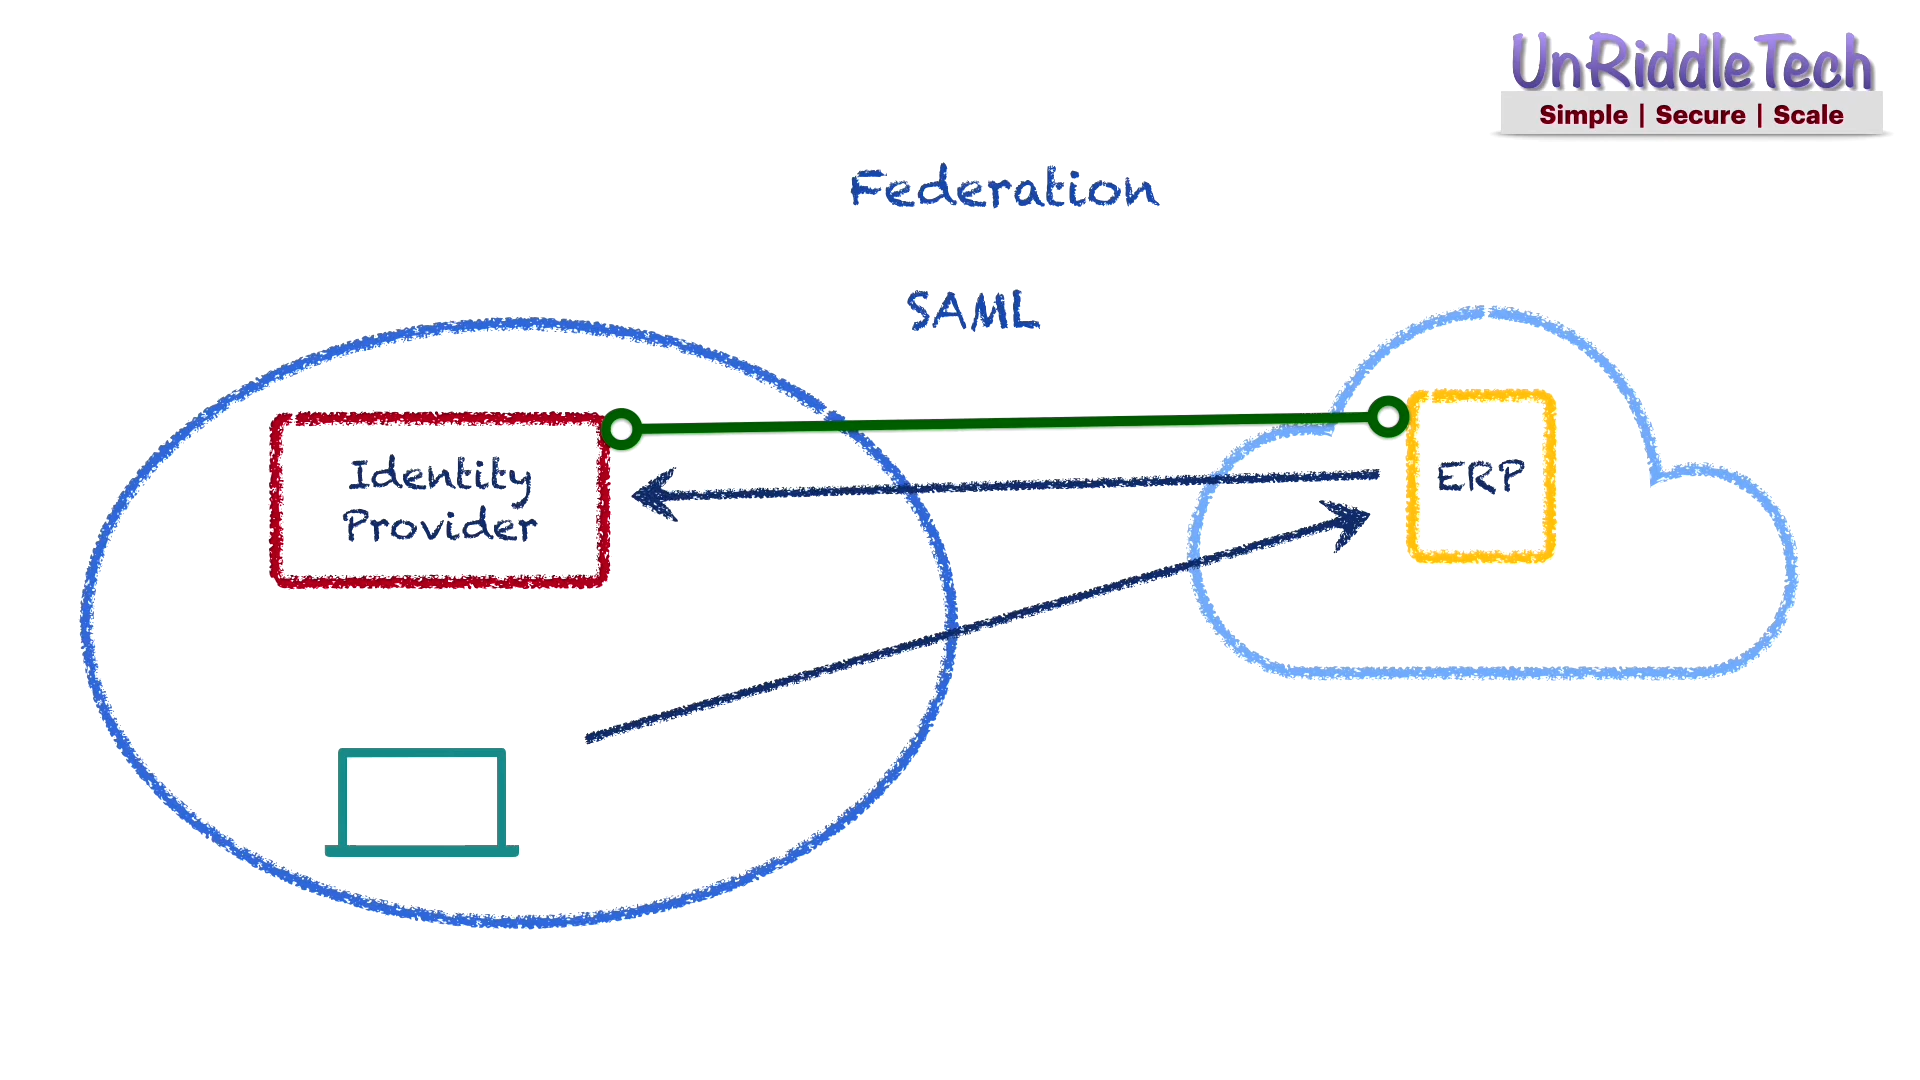 UnRiddleTech
Simple | Secure | Scale
Federation
SAML
Identity
Provider
ERP